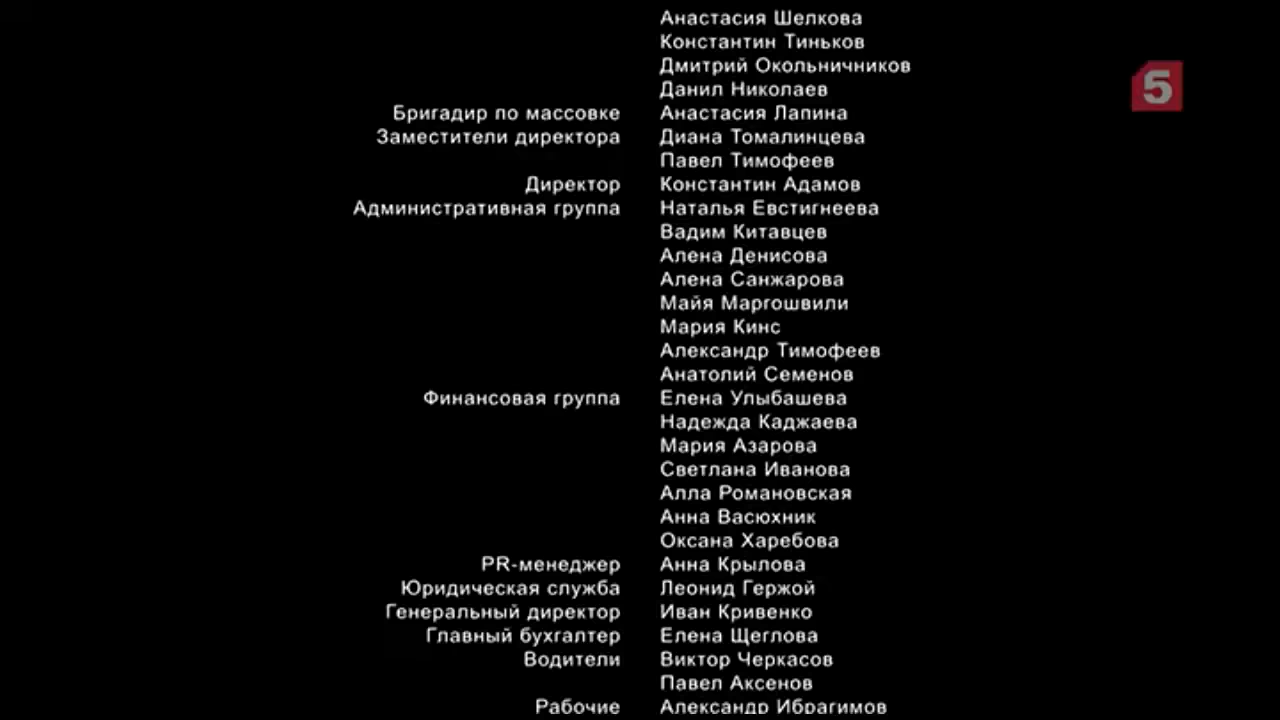 Анастасия Шелкова
Константин Тиньков
Дмитрий Окольничников
Данил Николаев
5
Бригадир по массовке Анастасия Лапина
Заместители директора Диана Томалинцева
Павел Тимофеев
Директор Константин Адамов
Административная группа Наталья Евстигнеева
Вадим Китавцев
Алена Денисова
Алена Санжарова
Майя Маргошвили
Мария Кинс
Александр Тимофеев
Анатолий Семенов
Финансовая группа Елена Улыбашева
Надежда Каджаева
Мария Азарова
Светлана Иванова
Алла Романовская
Анна Васюхник
Оксана Харебова
PR-менеджер Анна Крылова
Юридическая служба Леонид Гержой
Генеральный директор Иван Кривенко
Главный бухгалтер Елена Щеглова
Водители Виктор Черкасов
Павел Аксенов
Рабочие Александр Ибрагимов